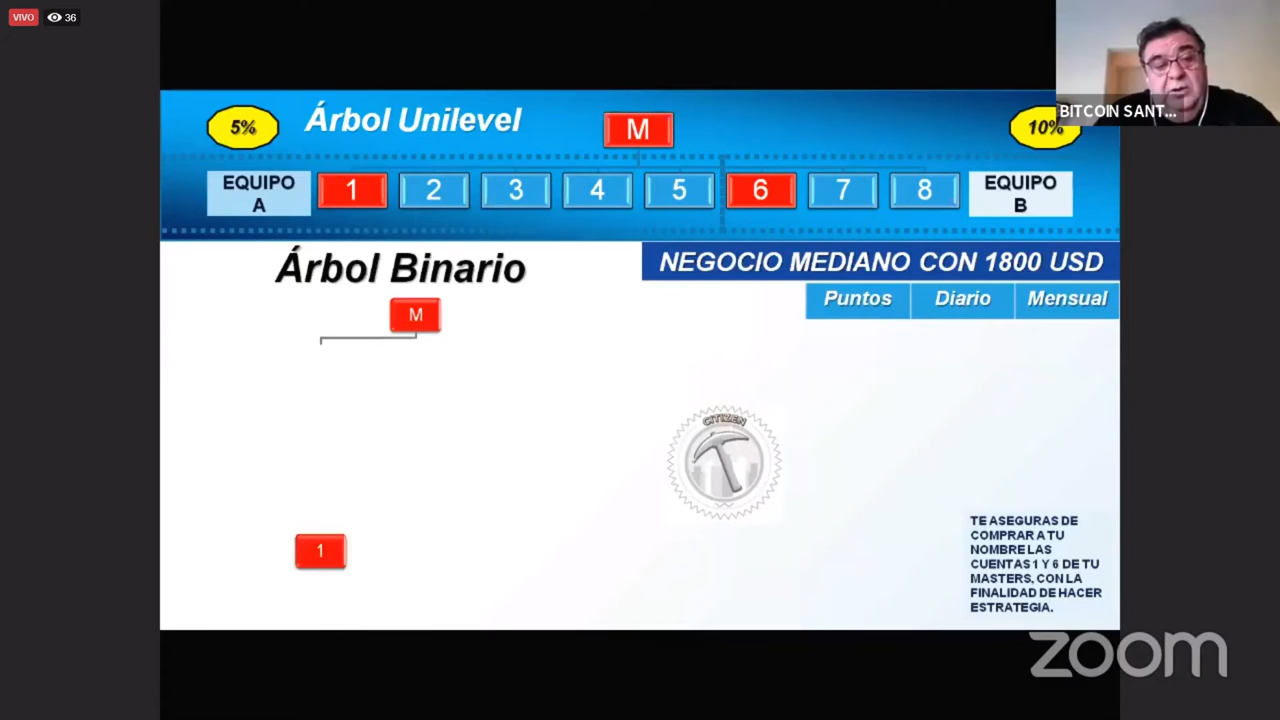 VIVO 36
BITCOIN SANT...
5%
Árbol Unilevel
M
10%
EQUIPO
A
1
2
3
4
5
6
7
8
EQUIPO
B
Árbol Binario
NEGOCIO MEDIANO CON 1800 USD
Puntos
Diario
Mensual
M
CITIZEN
1
TE ASEGURAS DE
COMPRAR A TU
NOMBRE LAS
CUENTAS 1 Y 6 DE TU
MASTERS, CON LA
FINALIDAD DE HACER
ESTRATEGIA.
zoom